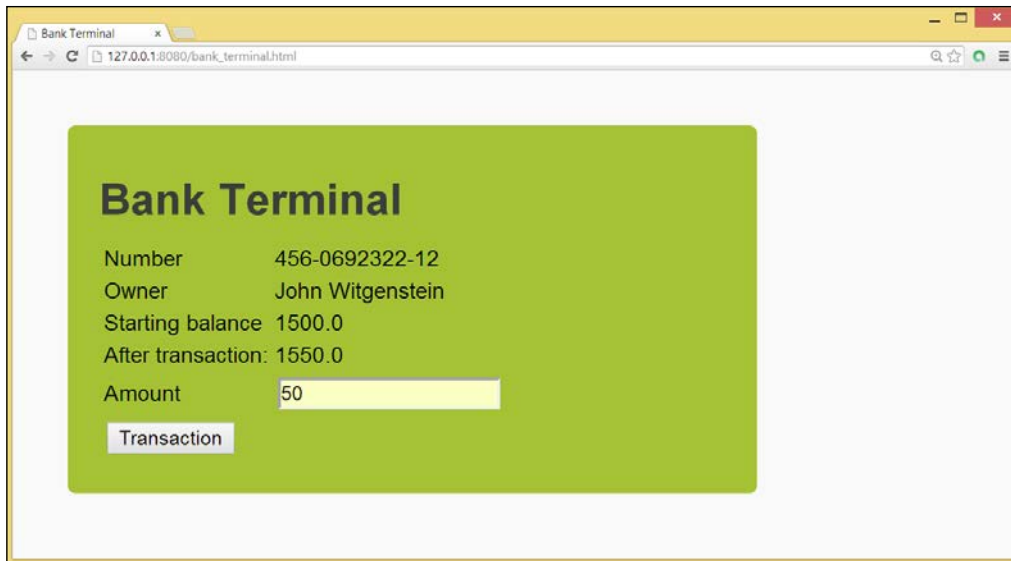 Bank Terminal
127.0.0.1:8080/bank_terminal.html
Bank Terminal
Number 456-0692322-12
Owner John Witgenstein
Starting balance 1500.0
After transaction: 1550.0
Amount 50
Transaction